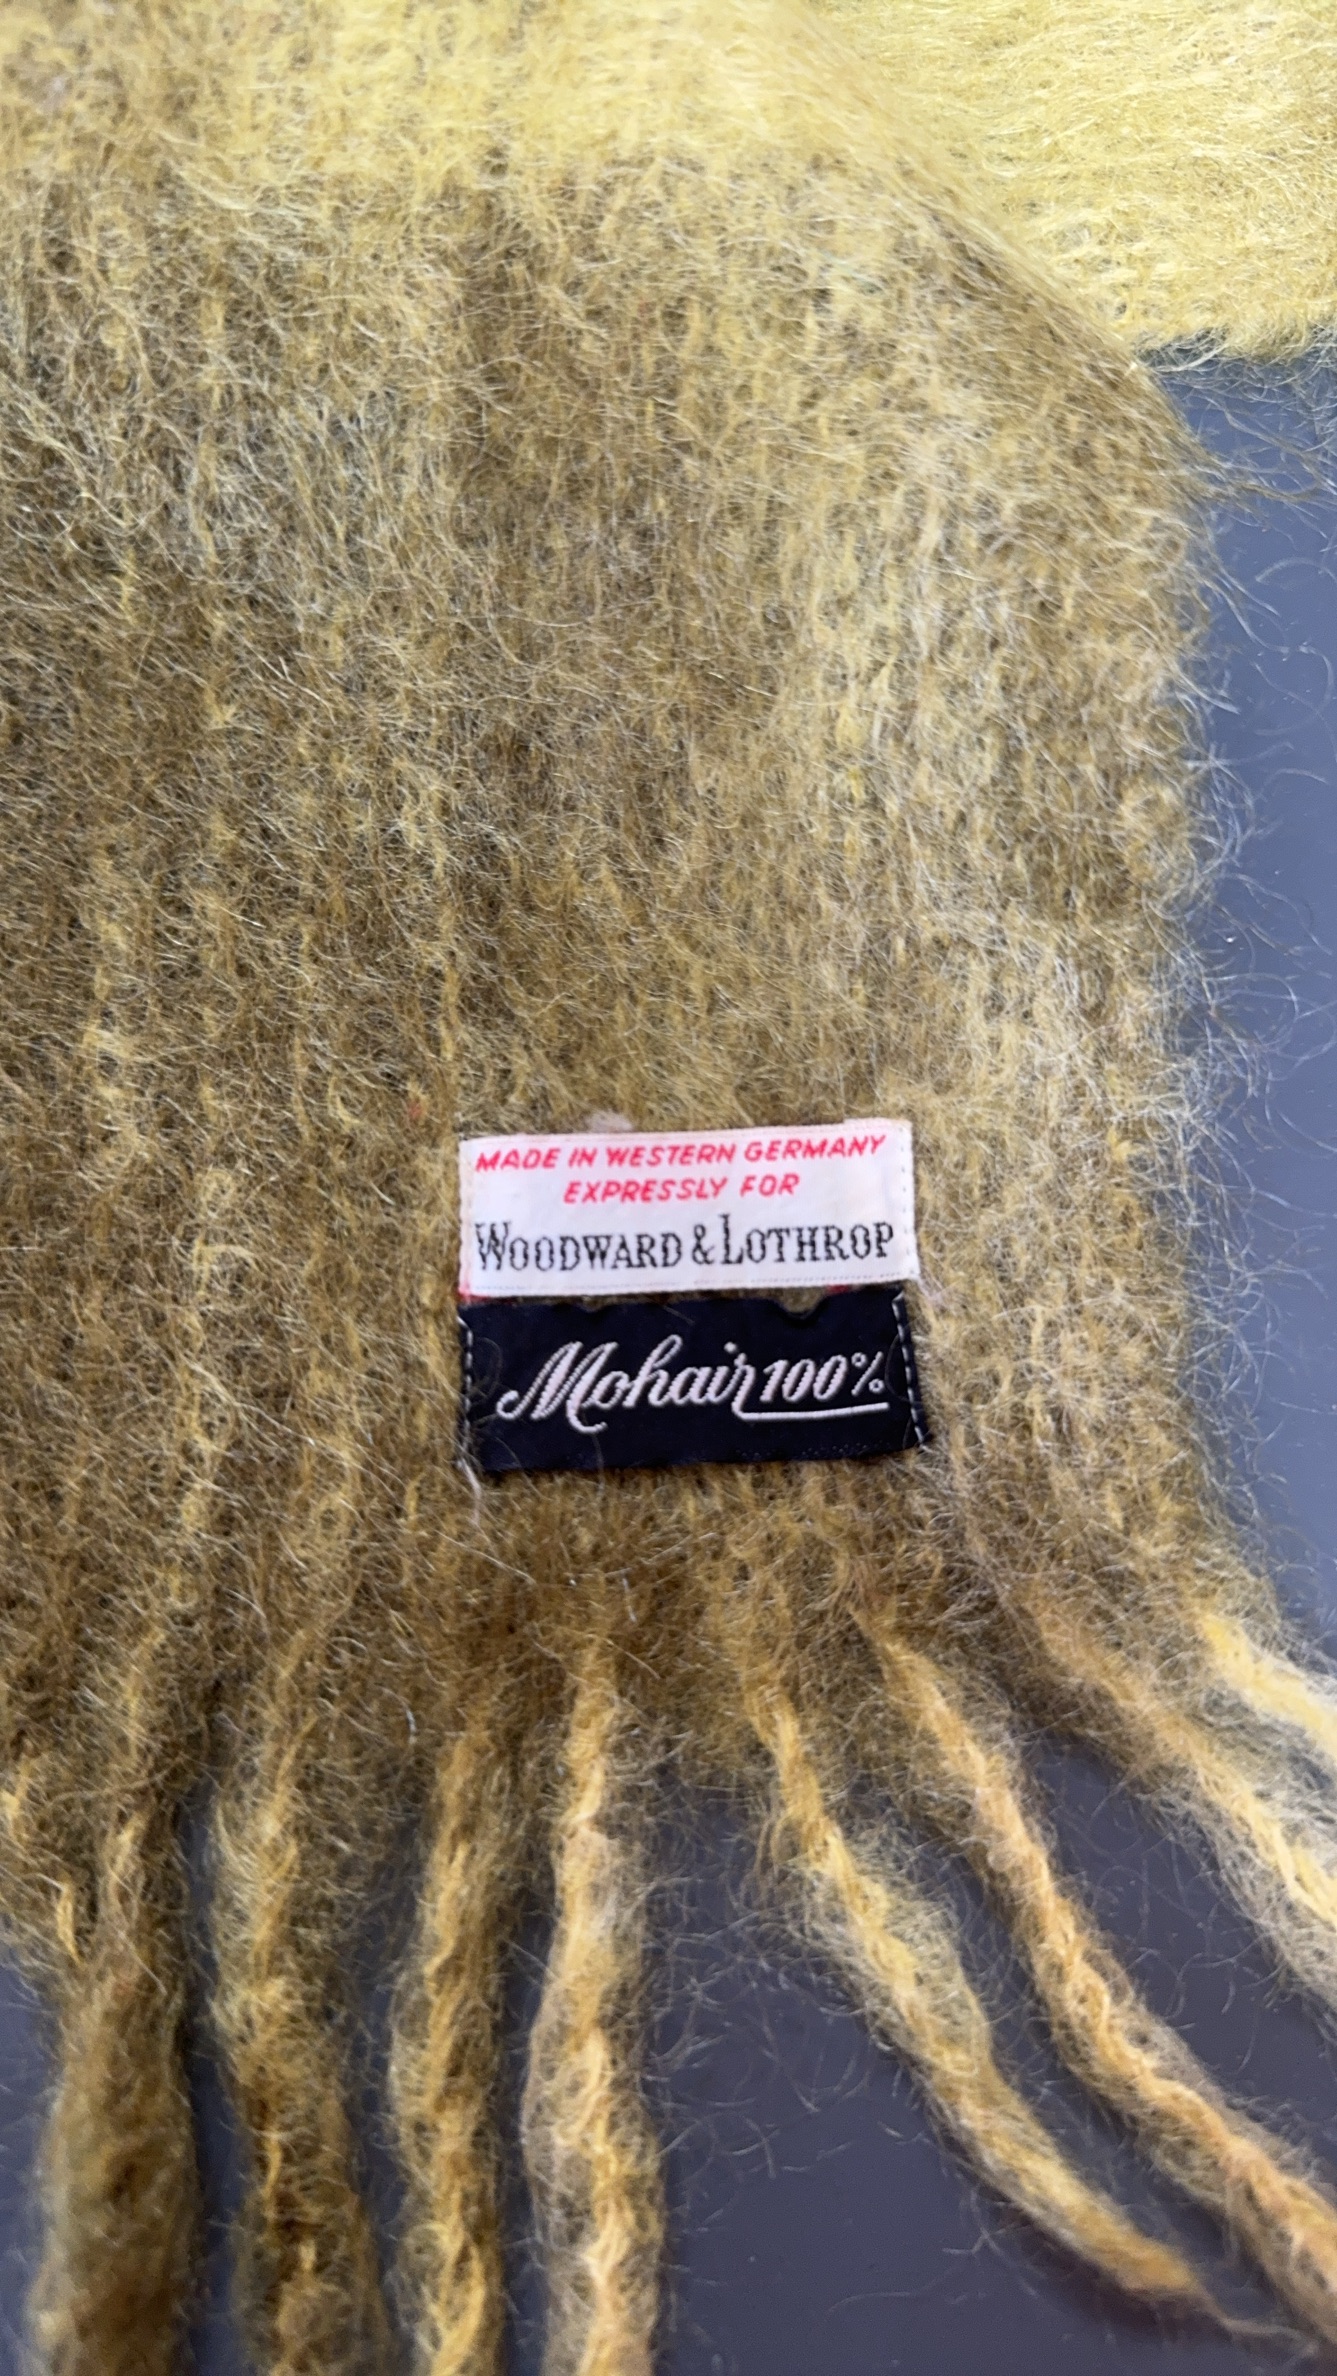 MADE IN WESTERN GERMANY
EXPRESSLY FOR
WOODWARD & LOTHROP
Mohair 100%